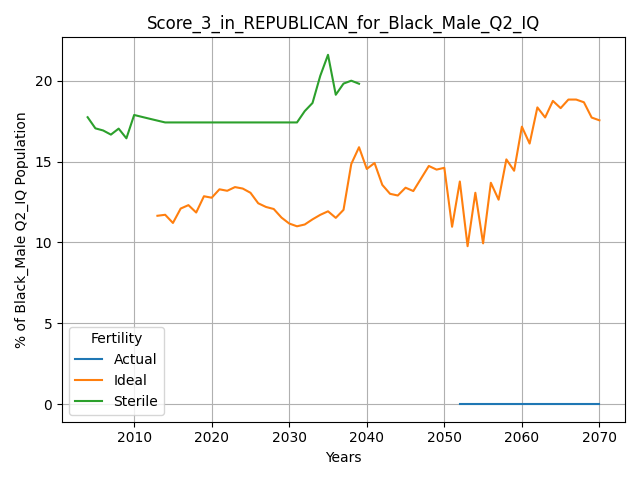 Score_3_in_REPUBLICAN_for_Black_Male_Q2_IQ
% of Black_Male Q2_IQ Population
20
15
10
5
0
Fertility
Actual
Ideal
Sterile
2010 2020 2030 2040 2050 2060 2070
Years